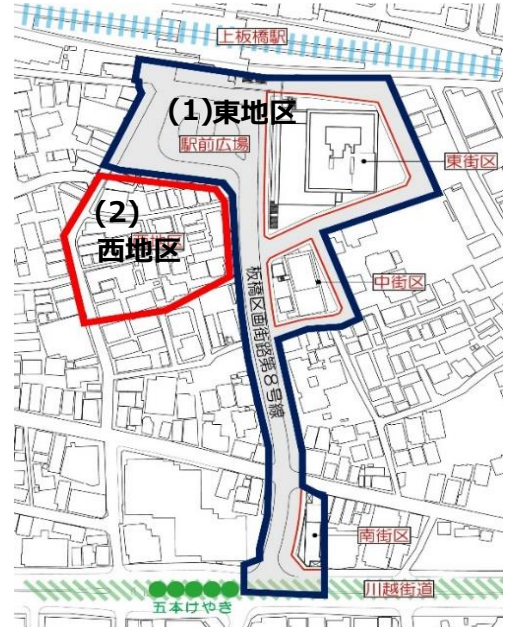 上板橋駅
(1)東地区
駅前広場
東街区
(2)
西地区
中街区
板橋区画街路第8号線
南街区
川越街道
五本けやき